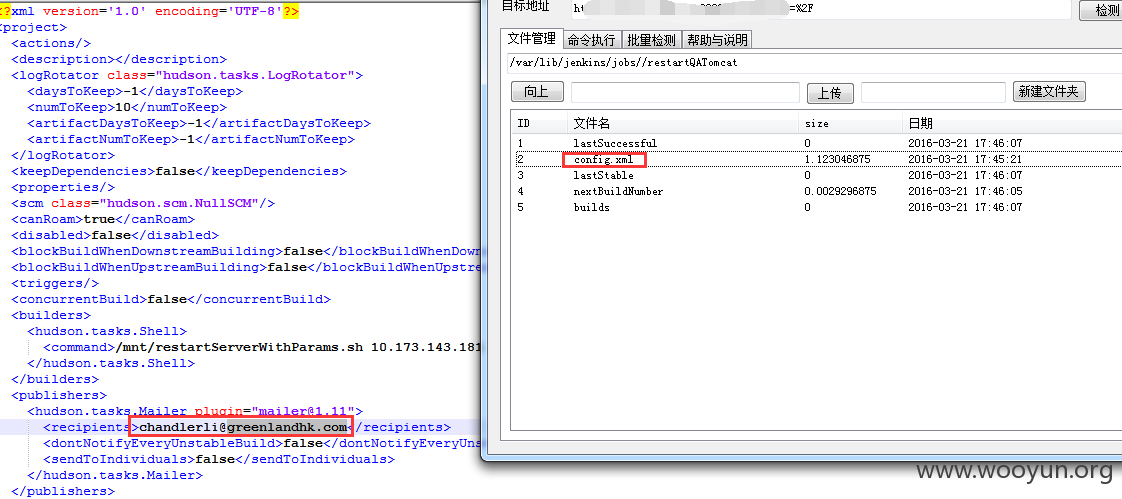 <?xml version='1.0' encoding='UTF-8'?>
<project>
<actions/>
<description></description>
<logRotator class="hudson.tasks.LogRotator">
<daysToKeep>-1</daysToKeep>
<numToKeep>10</numToKeep>
<artifactDaysToKeep>-1</artifactDaysToKeep>
<artifactNumToKeep>-1</artifactNumToKeep>
</logRotator>
<keepDependencies>false</keepDependencies>
<properties/>
<scm class="hudson.scm.NullSCM"/>
<canRoam>true</canRoam>
<disabled>false</disabled>
<blockBuildWhenDownstreamBuilding>false</blockBuildWhenDown
<blockBuildWhenUpstreamBuilding>false</blockBuildWhenUpstre
<triggers/>
<concurrentBuild>false</concurrentBuild>
<builders>
<hudson.tasks.Shell>
<command>/mnt/restartServerWithParams.sh 10.173.143.181
</hudson.tasks.Shell>
</builders>
<publishers>
<hudson.tasks.Mailer plugin="mailer@1.11">
<recipients>chandlerli@greenlandhk.com</recipients>
<dontNotifyEveryUnstableBuild>false</dontNotifyEveryUns
<sendToIndividuals>false</sendToIndividuals>
</hudson.tasks.Mailer>
</publishers>
目标地址 ht =%2F 检测
文件管理 命令执行 批量检测 帮助与说明
/var/lib/jenkins/jobs//restartQATomcat
向上 上传 新建文件夹
ID 文件名 size 日期
1 lastSuccessful 0 2016-03-21 17:46:07
2 config.xml 1.123046875 2016-03-21 17:45:21
3 lastStable 0 2016-03-21 17:46:07
4 nextBuildNumber 0.0029296875 2016-03-21 17:46:05
5 builds 0 2016-03-21 17:46:07
www.wooyun.org